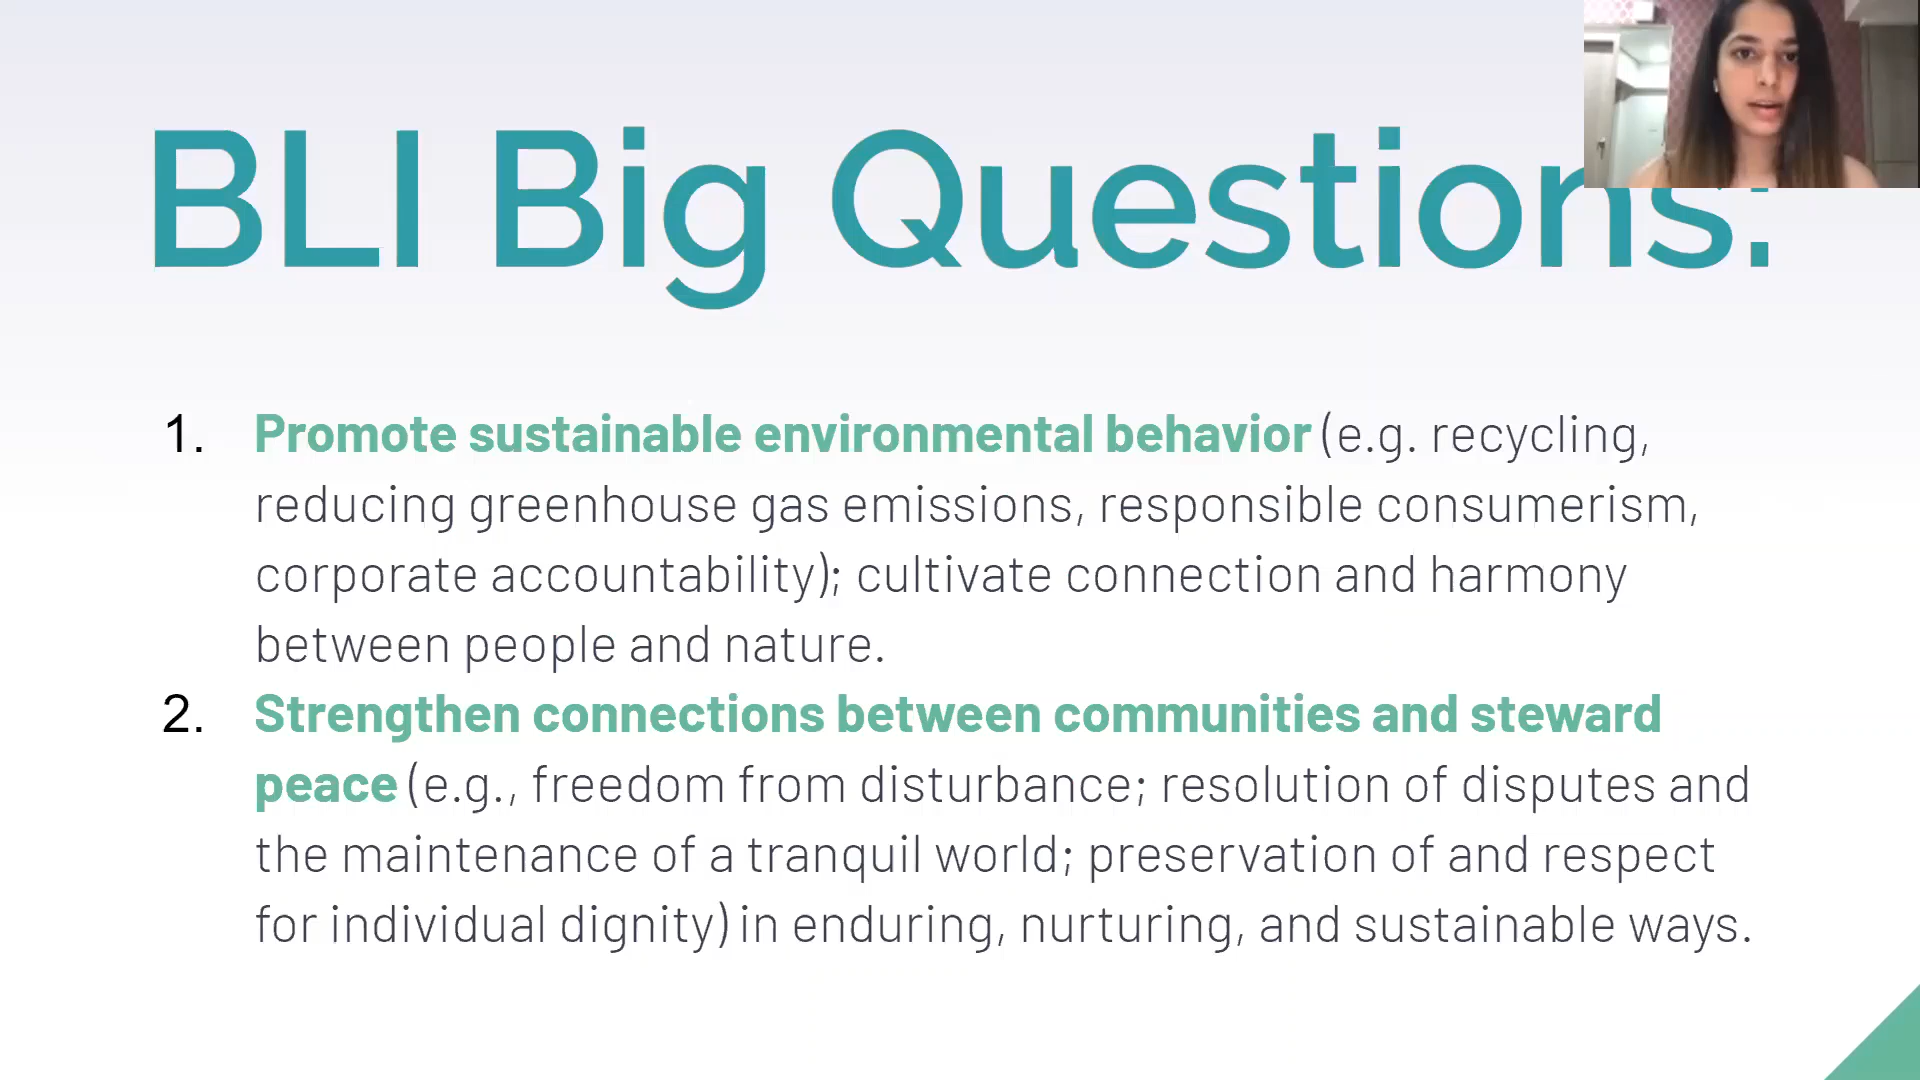 BLI Big Questions:
1. Promote sustainable environmental behavior (e.g. recycling,
reducing greenhouse gas emissions, responsible consumerism,
corporate accountability); cultivate connection and harmony
between people and nature.
2. Strengthen connections between communities and steward
peace (e.g., freedom from disturbance; resolution of disputes and
the maintenance of a tranquil world; preservation of and respect
for individual dignity) in enduring, nurturing, and sustainable ways.